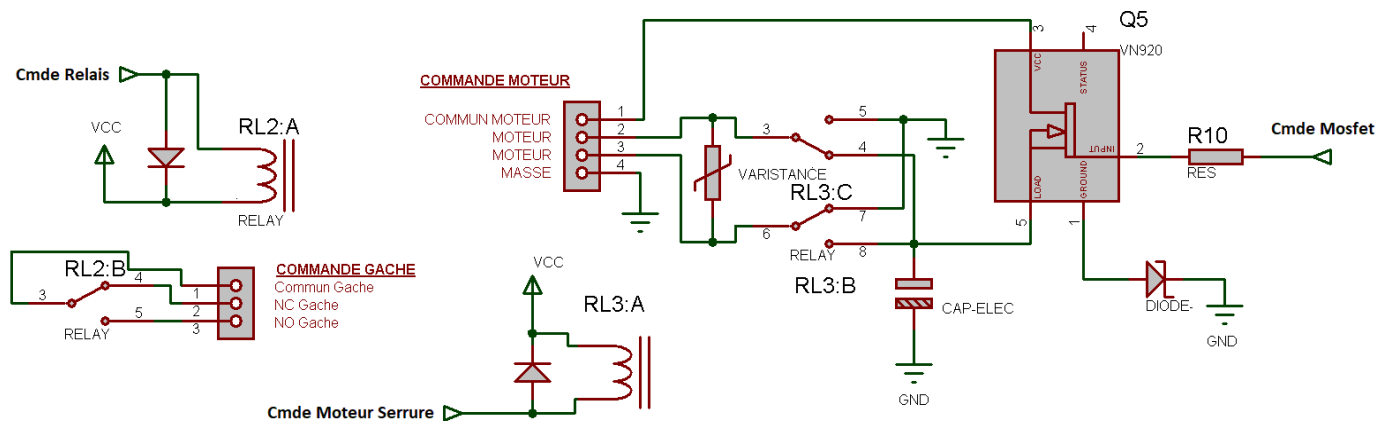 Cmde Relais
VCC
RL2:A
RELAY
RL2:B
3
4
5
RELAY
COMMANDE GACHE
Commun Gache
NC Gache
NO Gache
1
2
3
COMMANDE MOTEUR
COMMUN MOTEUR
MOTEUR
MOTEUR
MASSE
1
2
3
4
VARISTANCE
3
5
4
RL3:C
6
7
8
RELAY
RL3:B
CAP-ELEC
GND
VCC
RL3:A
Cmde Moteur Serrure
Q5
VN920
3
4
VCC
STATUS
INPUT
LOAD
GROUND
2
5
1
R10
RES
Cmde Mosfet
DIODE-
GND